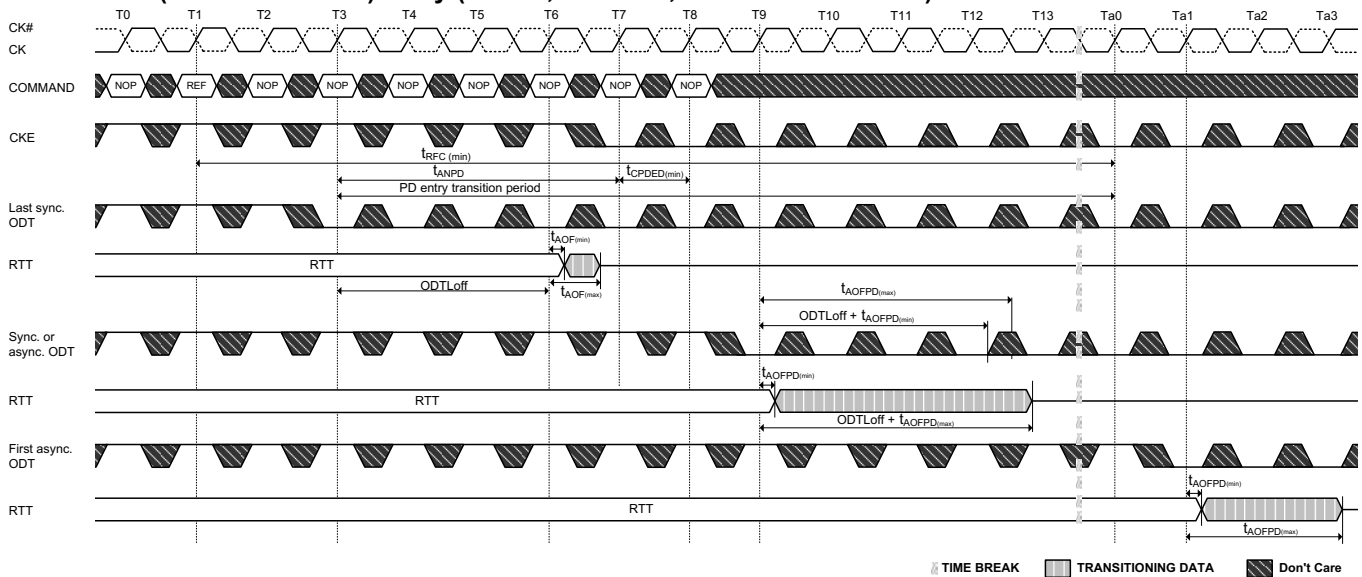 T0 T1 T2 T3 T4 T5 T6 T7 T8 T9 T10 T11 T12 T13 Ta0 Ta1 Ta2 Ta3
CK#
CK
COMMAND NOP REF NOP NOP NOP NOP NOP NOP NOP
CKE
tRFC (min)
tANPD tCPDED(min)
PD entry transition period
Last sync.
ODT
tAOF(min)
RTT RTT
ODTLoff tAOF(max)
tAOFPD(max)
ODTLoff + tAOFPD(min)
Sync. or
async. ODT
tAOFPD(min)
RTT RTT
ODTLoff + tAOFPD(max)
First async.
ODT
tAOFPD(min)
RTT RTT
tAOFPD(max)
TIME BREAK TRANSITIONING DATA Don't Care